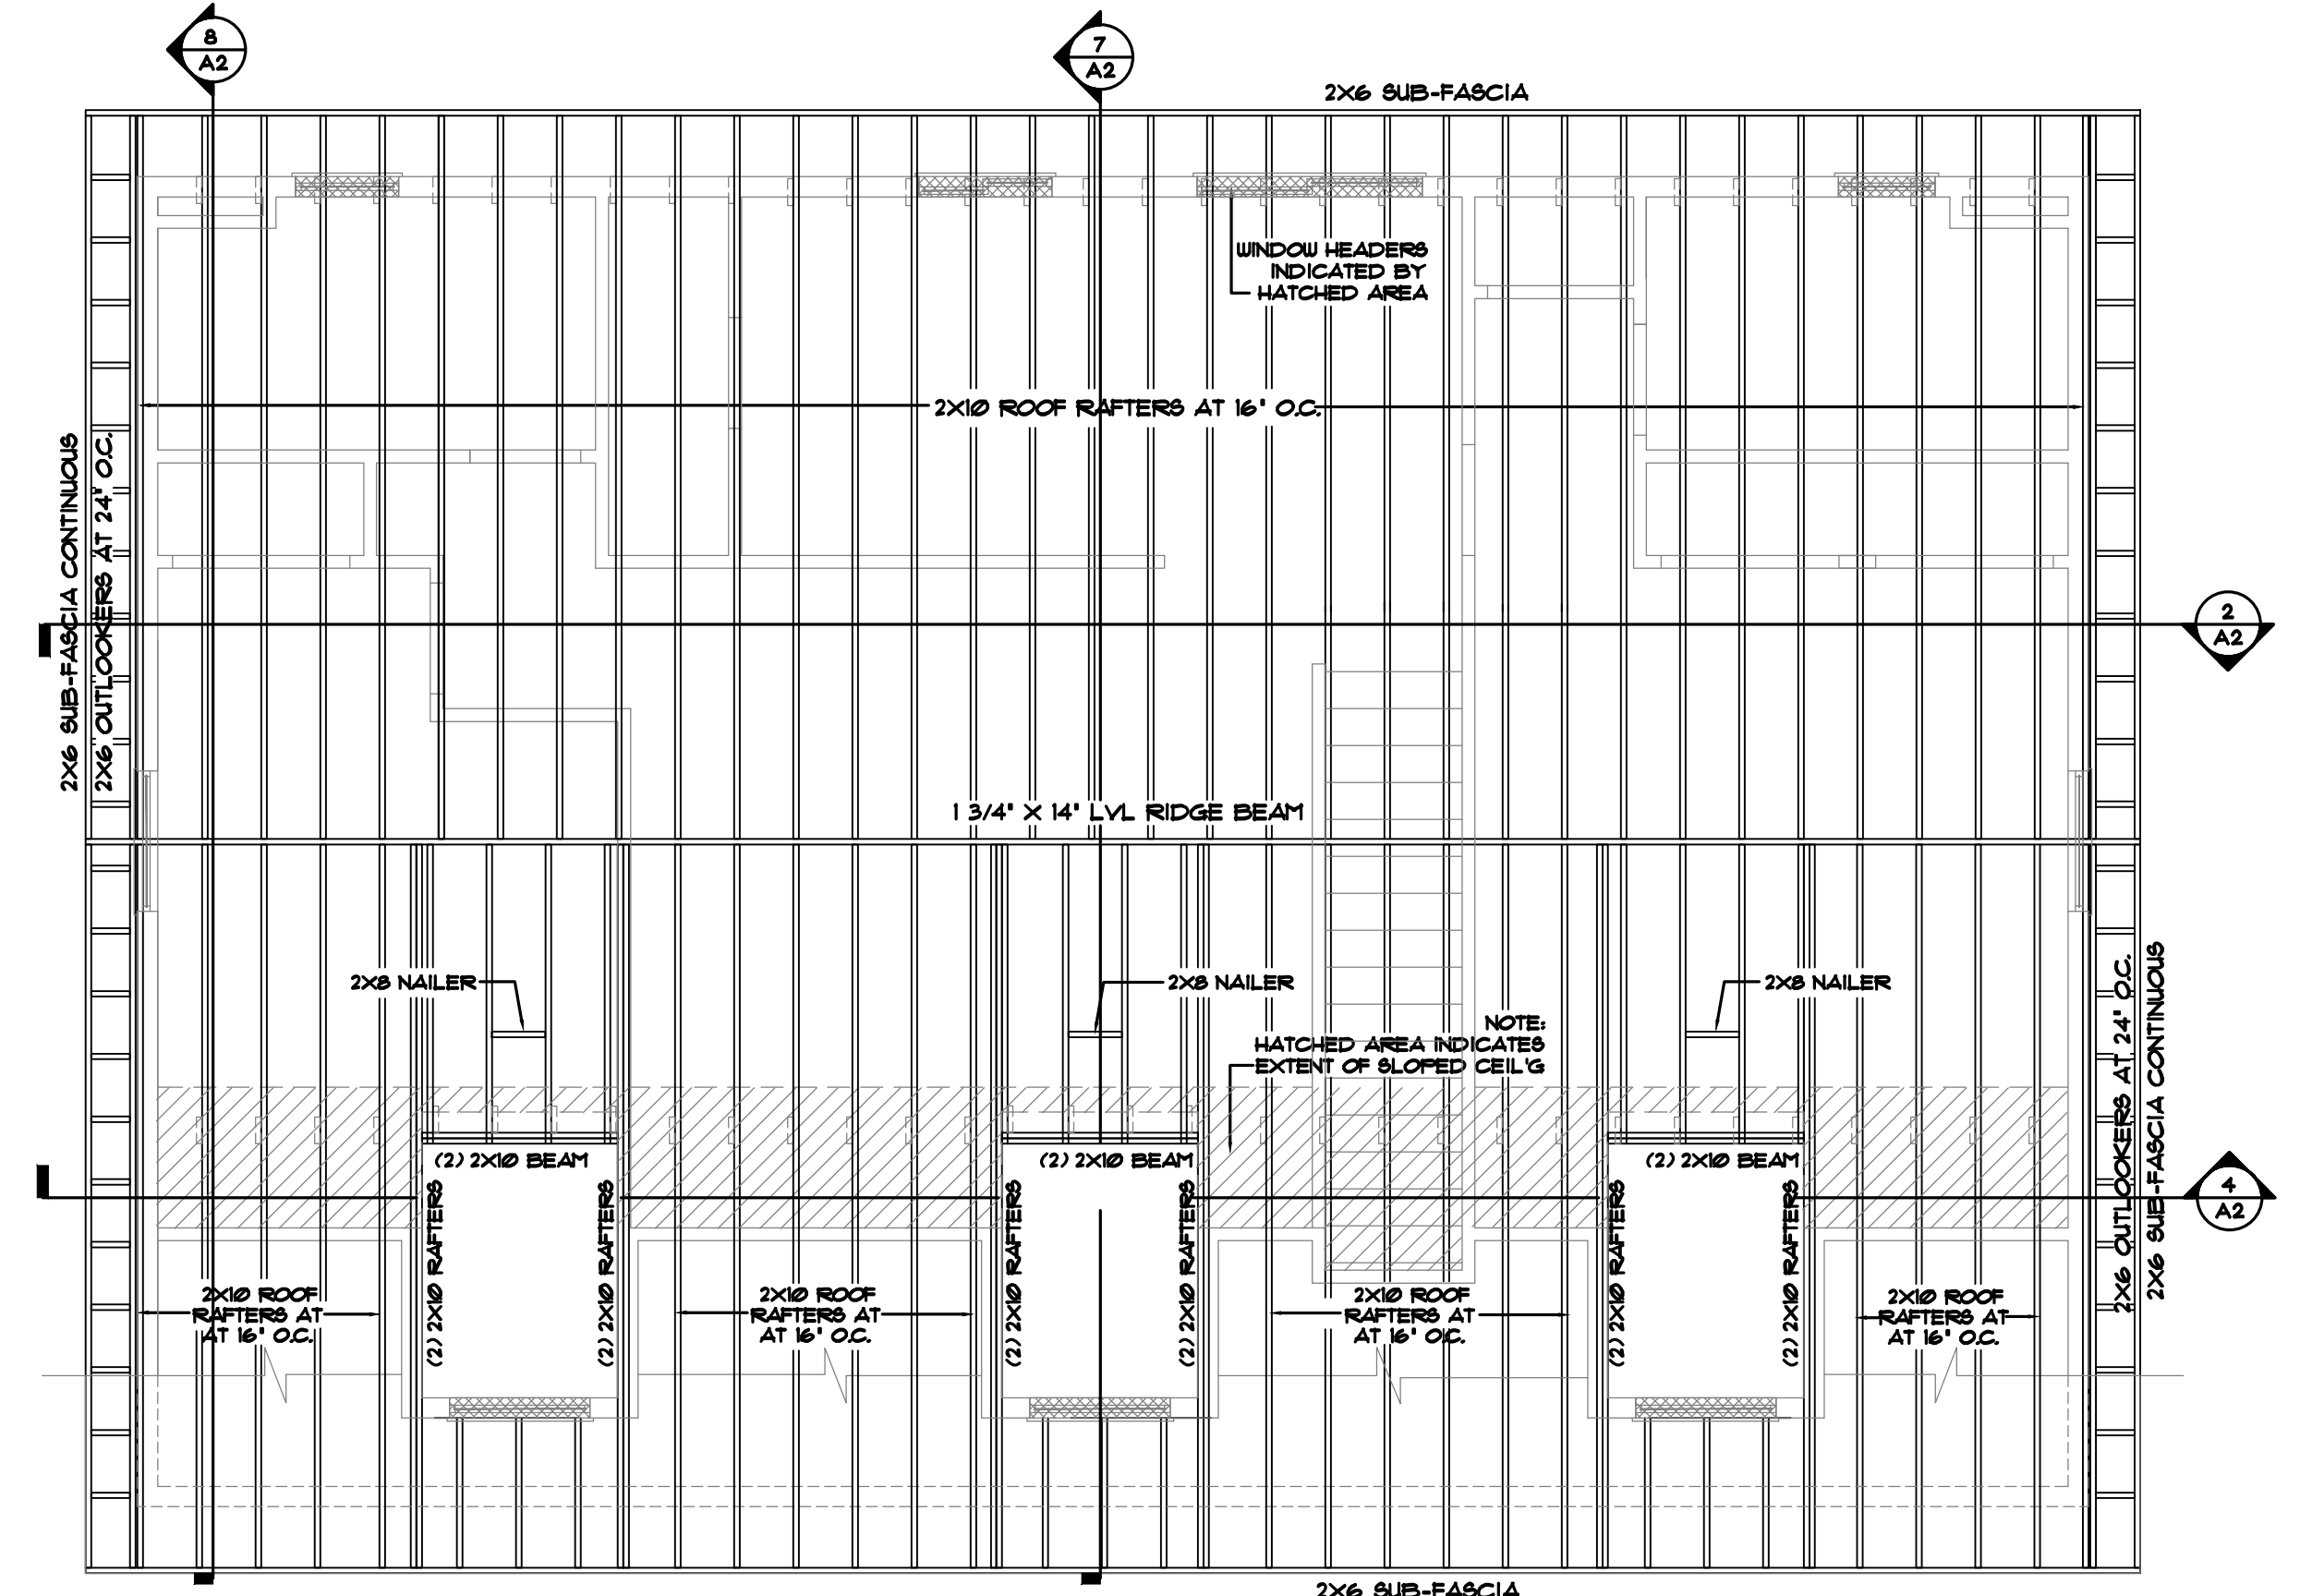 8
A2
7
A2
2X6 SUB-FASCIA
WINDOW HEADERS
INDICATED BY
HATCHED AREA
2X10 ROOF RAFTERS AT 16" O.C.
2X6 SUB-FASCIA CONTINUOUS
2X6 OUTLOOKERS AT 24" O.C.
2
A2
1 3/4" X 14" LVL RIDGE BEAM
2X8 NAILER
2X8 NAILER
2X8 NAILER
NOTE:
HATCHED AREA INDICATES
EXTENT OF SLOPED CEIL'G
2X6 OUTLOOKERS AT 24" O.C.
2X6 SUB-FASCIA CONTINUOUS
(2) 2X10 BEAM
(2) 2X10 BEAM
(2) 2X10 BEAM
4
A2
(2) 2X10 RAFTERS
(2) 2X10 RAFTERS
(2) 2X10 RAFTERS
(2) 2X10 RAFTERS
(2) 2X10 RAFTERS
(2) 2X10 RAFTERS
2X10 ROOF
RAFTERS AT
AT 16" O.C.
2X10 ROOF
RAFTERS AT
AT 16" O.C.
2X10 ROOF
RAFTERS AT
AT 16" O.C.
2X10 ROOF
RAFTERS AT
AT 16" O.C.
2X6 SUB-FASCIA